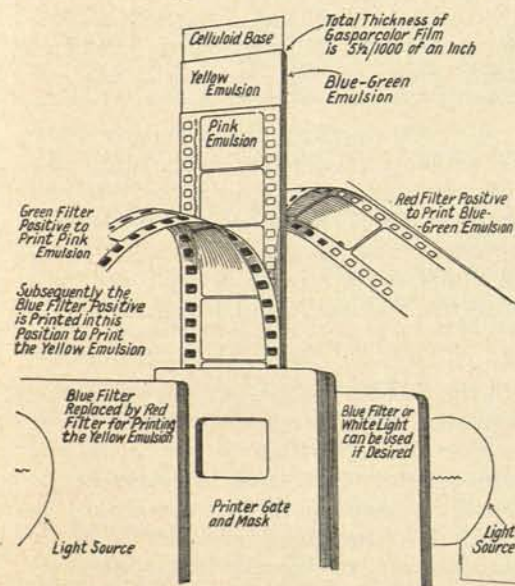 Total Thickness of
Gasparcolor Film
is 5½/1000 of an Inch
Celluloid Base
Yellow
Emulsion
Blue-Green
Emulsion
Pink
Emulsion
Red Filter Positive
to Print Blue-
-Green Emulsion
Green Filter
Positive to
Print Pink
Emulsion
Subsequently the
Blue Filter Positive
is Printed in this
Position to Print
the Yellow Emulsion
Blue Filter
Replaced by Red
Filter for Printing
the Yellow Emulsion
Blue Filter or
White Light
can be used
if Desired
Printer Gate
and Mask
Light Source
Light
Source